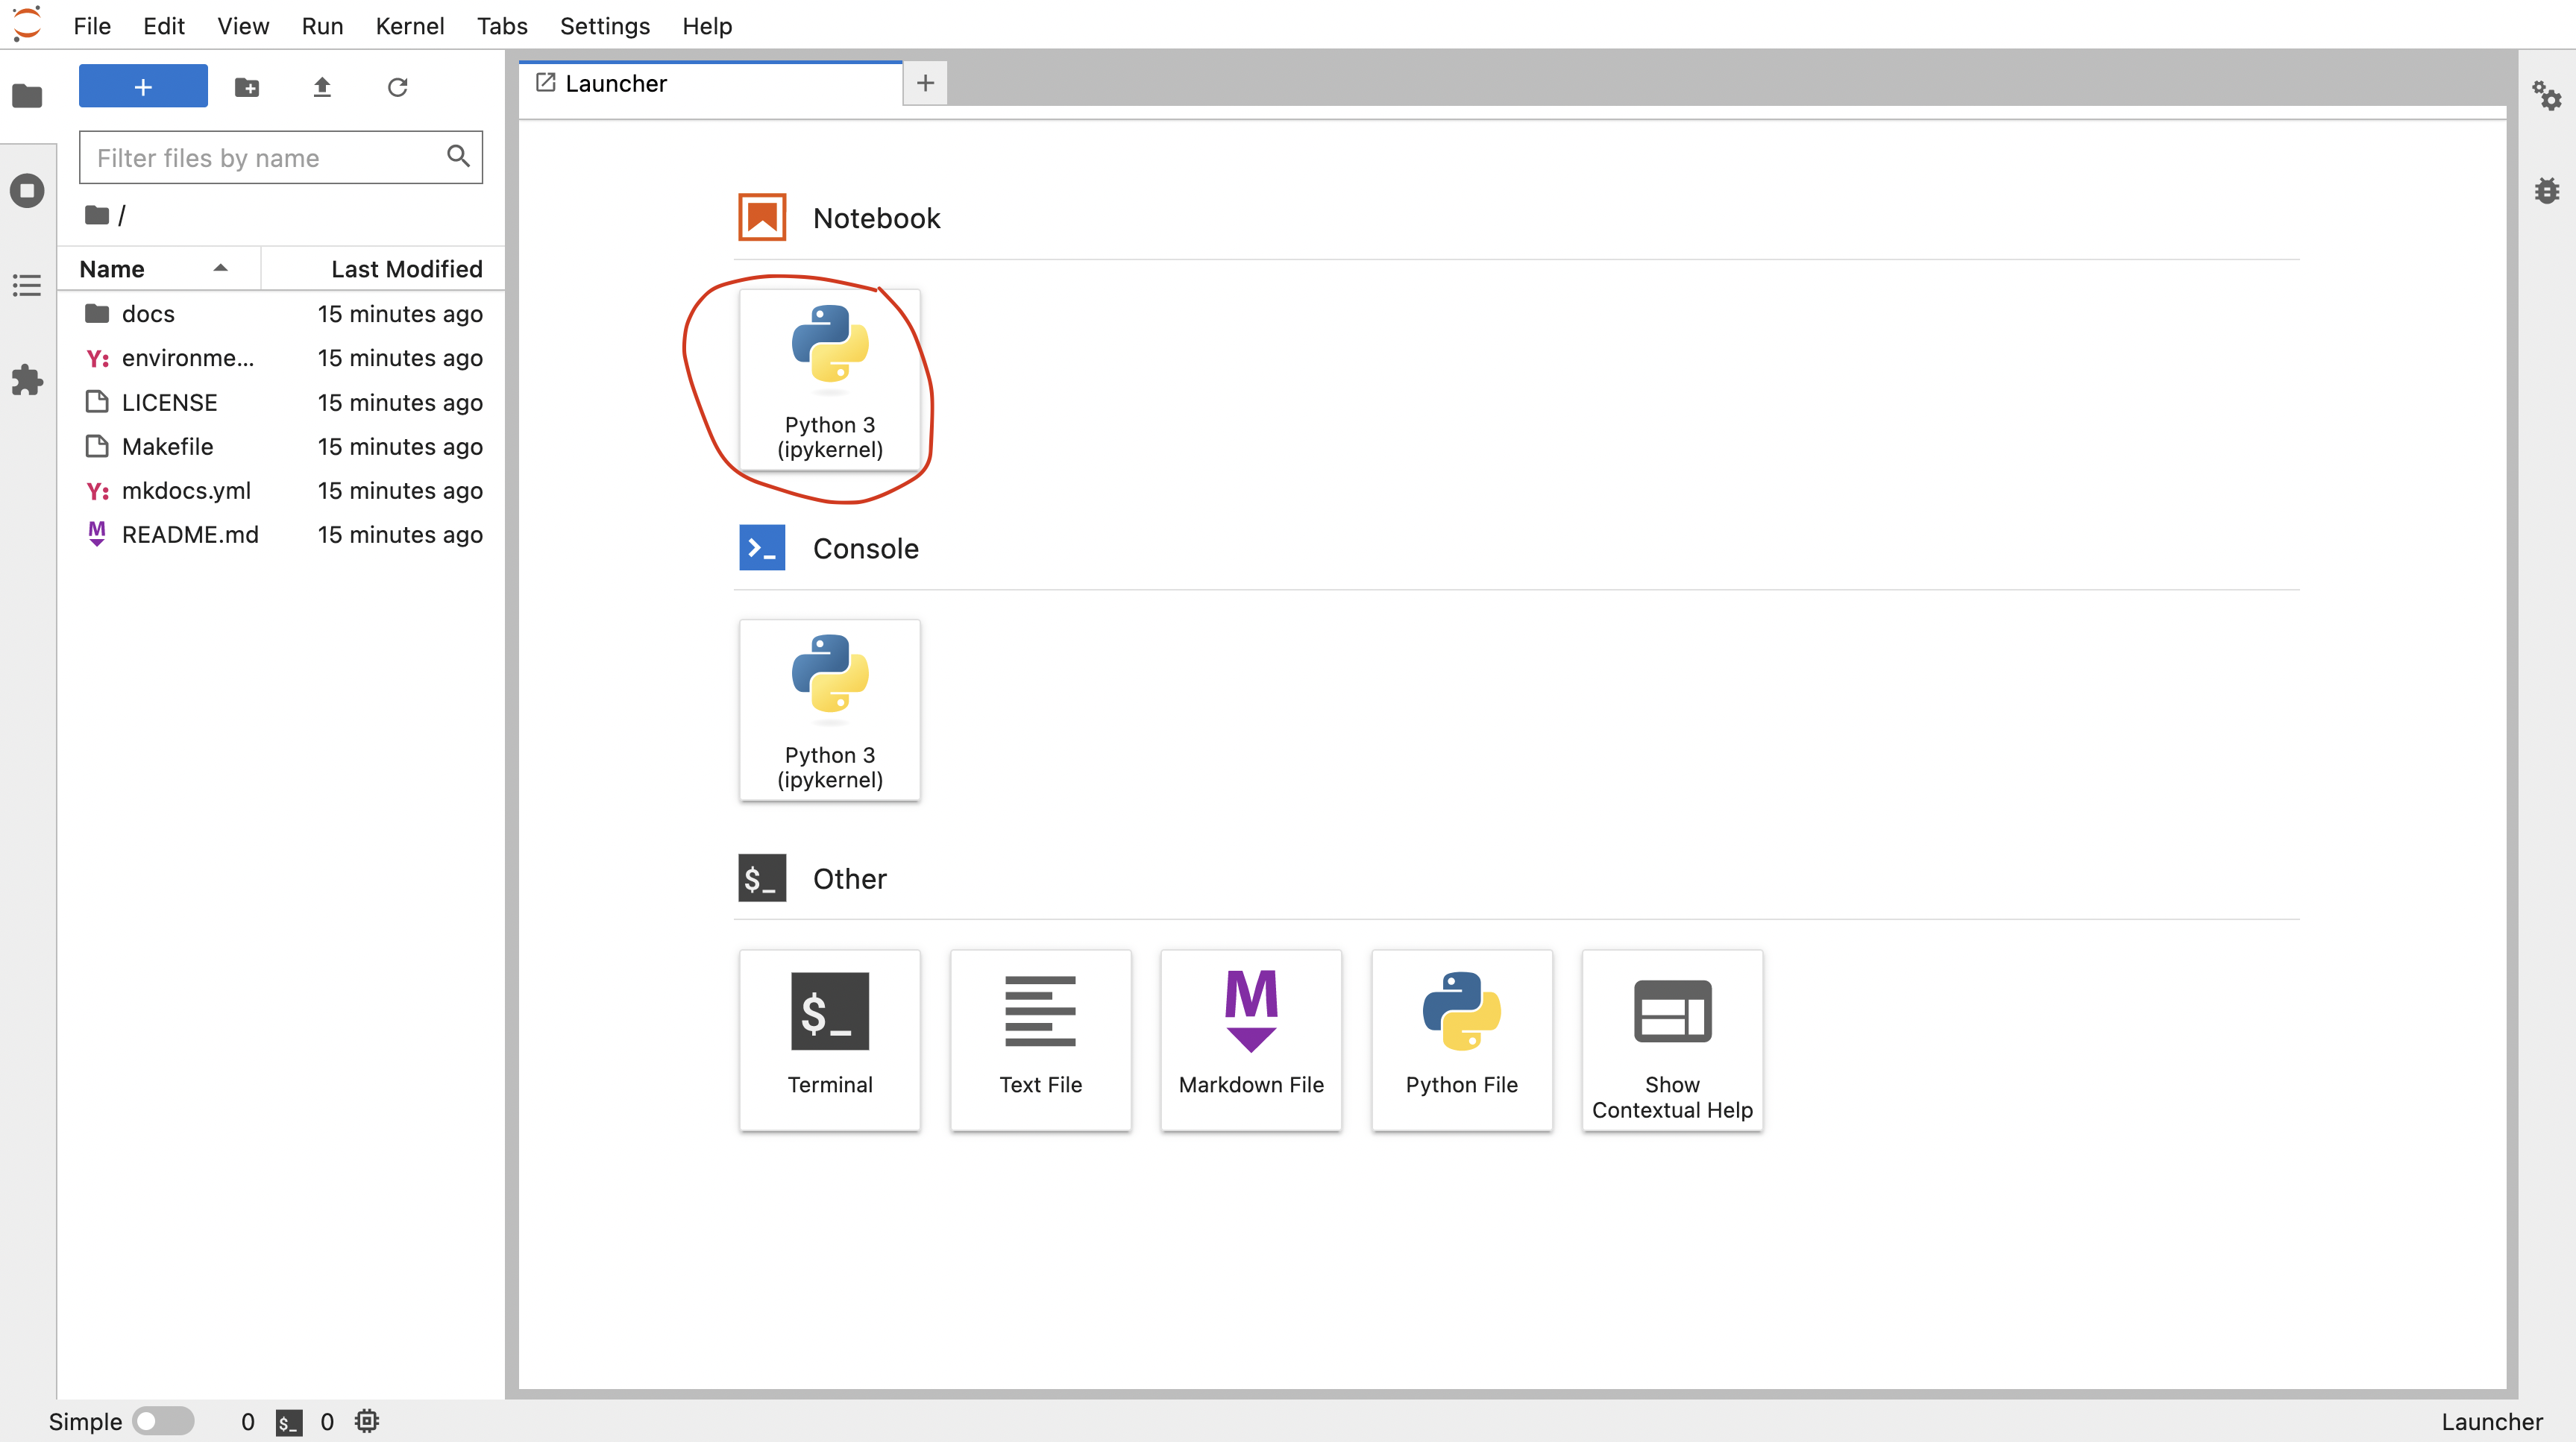 File Edit View Run Kernel Tabs Settings Help
+
Launcher
+
Filter files by name
/
Name Last Modified
docs 15 minutes ago
Y: environme... 15 minutes ago
LICENSE 15 minutes ago
Makefile 15 minutes ago
Y: mkdocs.yml 15 minutes ago
M README.md 15 minutes ago
Notebook
Python 3
(ipykernel)
>_ Console
Python 3
(ipykernel)
$_ Other
$_
Terminal
Text File
M
Markdown File
Python File
Show
Contextual Help
Simple 0 $_ 0
Launcher